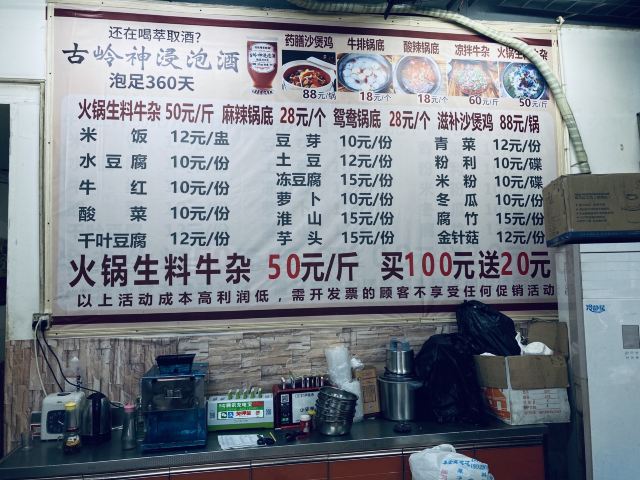 还在喝萃取酒?
古岭神浸泡酒
泡足360天
药膳沙煲鸡 牛排锅底 酸辣锅底 凉拌牛杂 火锅生料牛杂
88元/锅 18元/个 18元/个 60元/斤 50元/斤
火锅生料牛杂 50元/斤 麻辣锅底 28元/个 鸳鸯锅底 28元/个 滋补沙煲鸡 88元/锅
米饭 12元/盅 豆芽 10元/份 青菜 12元/份
水豆腐 10元/份 土豆 12元/份 粉利 10元/碟
牛红 10元/份 冻豆腐 15元/份 米粉 10元/碟
酸菜 10元/份 萝卜 10元/份 冬瓜 10元/份
千叶豆腐 12元/份 淮山 15元/份 腐竹 15元/份
芋头 15元/份 金针菇 12元/份
火锅生料牛杂 50元/斤 买100元送20元
以上活动成本高利润低，需开发票的顾客不享受任何促销活动